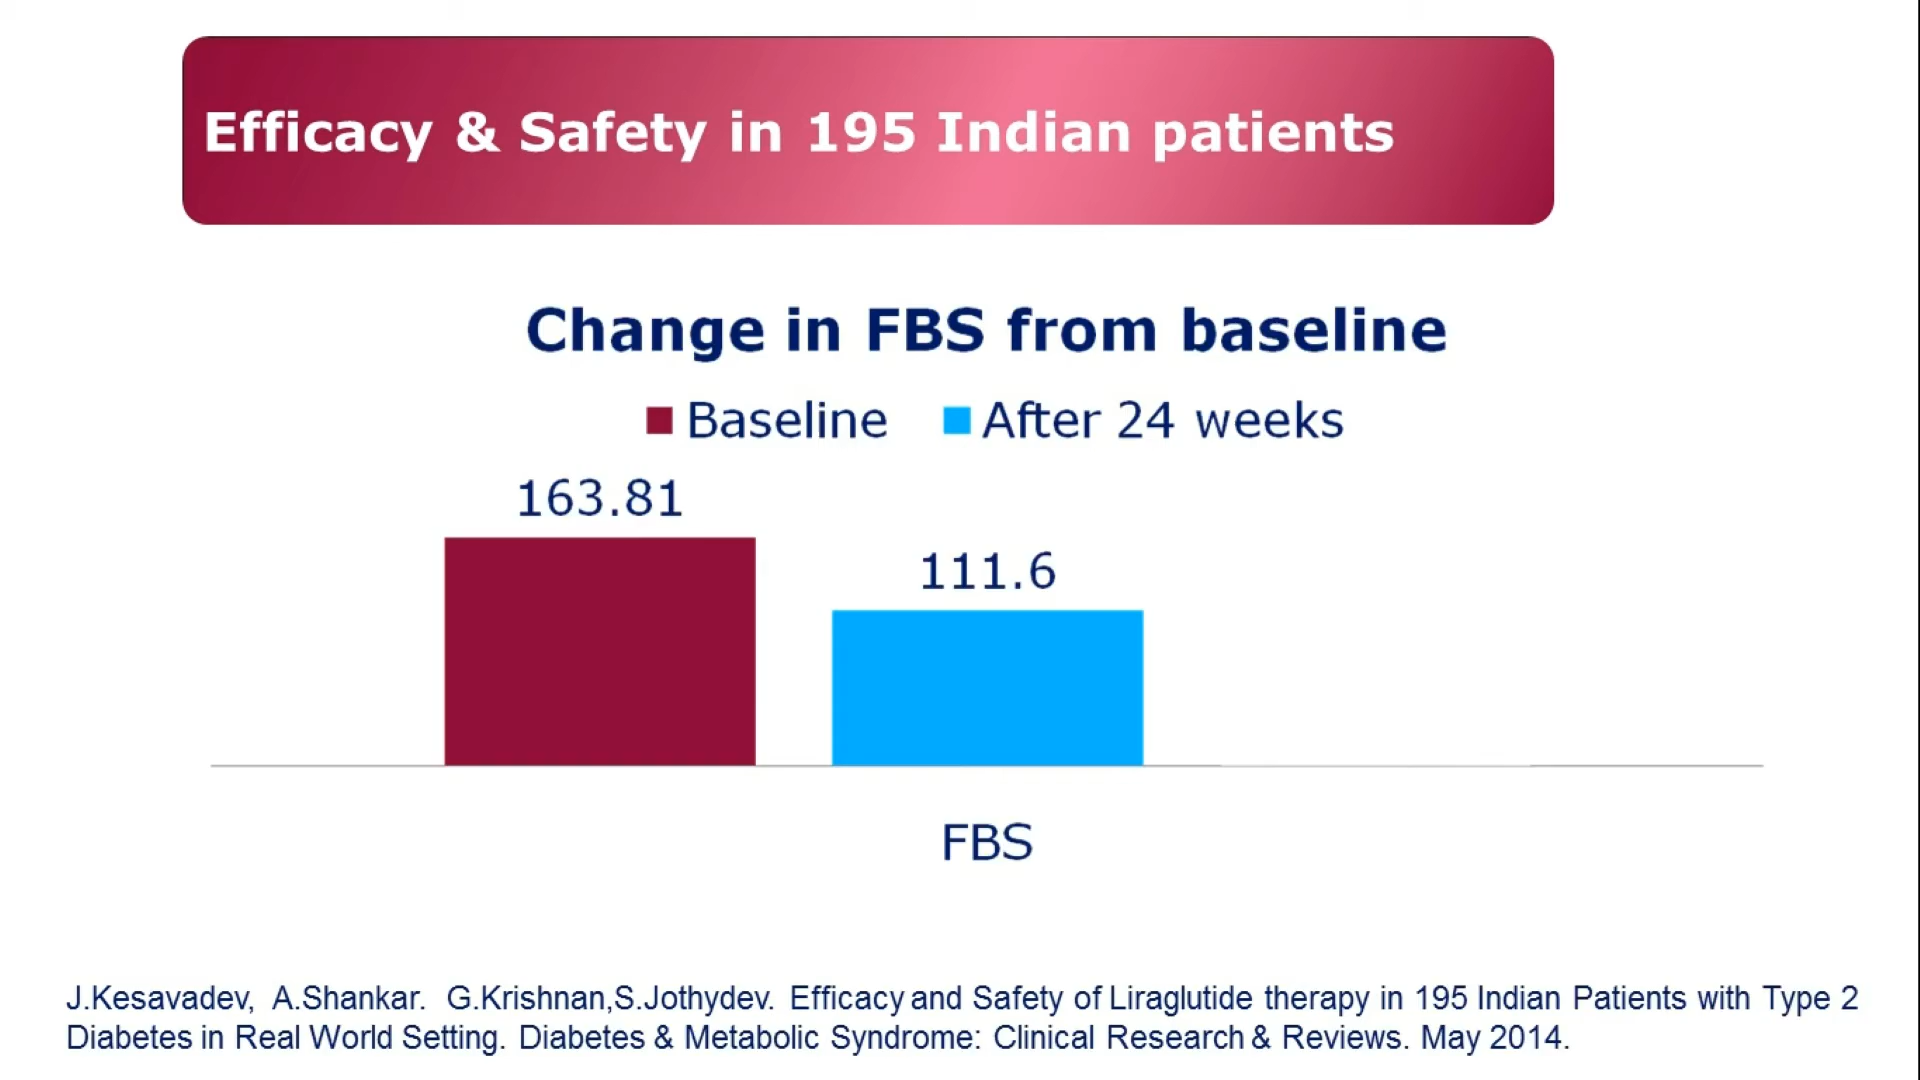 Efficacy & Safety in 195 Indian patients
Change in FBS from baseline
Baseline After 24 weeks
163.81
111.6
FBS
J.Kesavadev, A.Shankar. G.Krishnan,S.Jothydev. Efficacy and Safety of Liraglutide therapy in 195 Indian Patients with Type 2
Diabetes in Real World Setting. Diabetes & Metabolic Syndrome: Clinical Research & Reviews. May 2014.